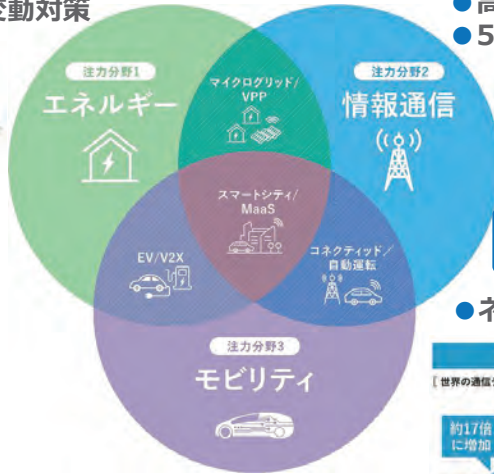 変動対策
注力分野1
エネルギー
マイクログリッド/
VPP
注力分野2
情報通信
スマートシティ/
MaaS
EV/V2X
コネクティッド/
自動運転
注力分野3
モビリティ
●5
●ネ
[ 世界の通信
約17倍
に増加